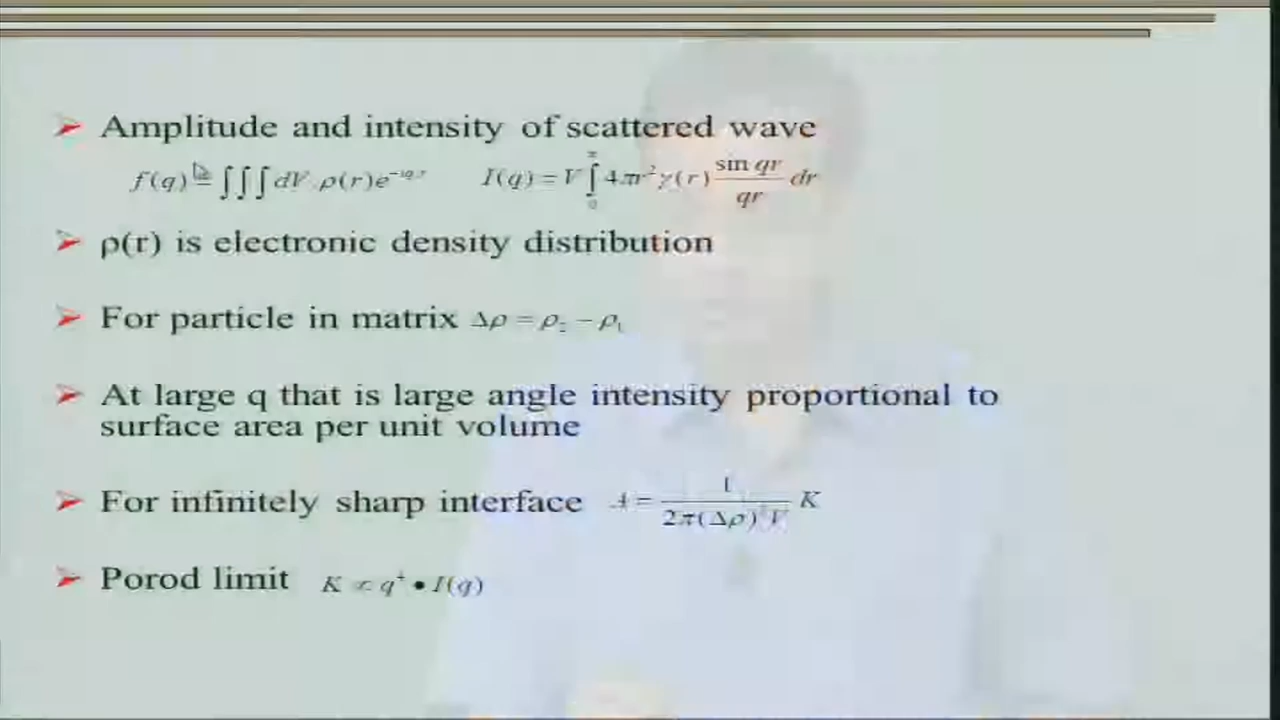 Amplitude and intensity of scattered wave
f(q) = ∫∫∫ dV.ρ(r)e^{-iq.r} I(q) = V ∫ 4πr²γ(r) sin qr / qr dr
ρ(r) is electronic density distribution
For particle in matrix Δρ = ρ₂ − ρ₁
At large q that is large angle intensity proportional to
surface area per unit volume
For infinitely sharp interface A = 1 / 2π(Δρ)²V K
Porod limit K ∝ q⁴ • I(q)